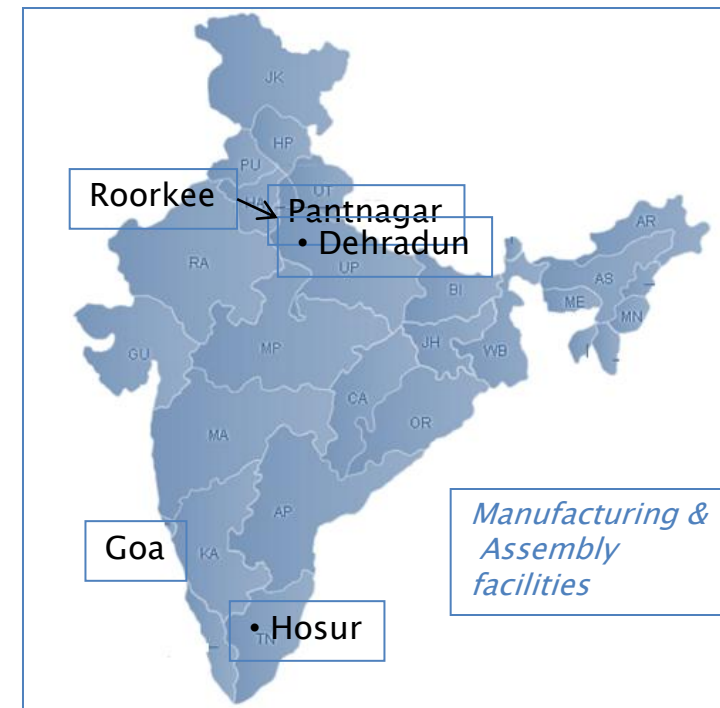 JK
HP
PU
UT
Roorkee
HA
Pantnagar
• Dehradun
RA
UP
AR
AS
BI
ME
MN
GU
MP
JH
WB
CA
OR
MA
Manufacturing &
Assembly
facilities
AP
Goa
KA
• Hosur
TN